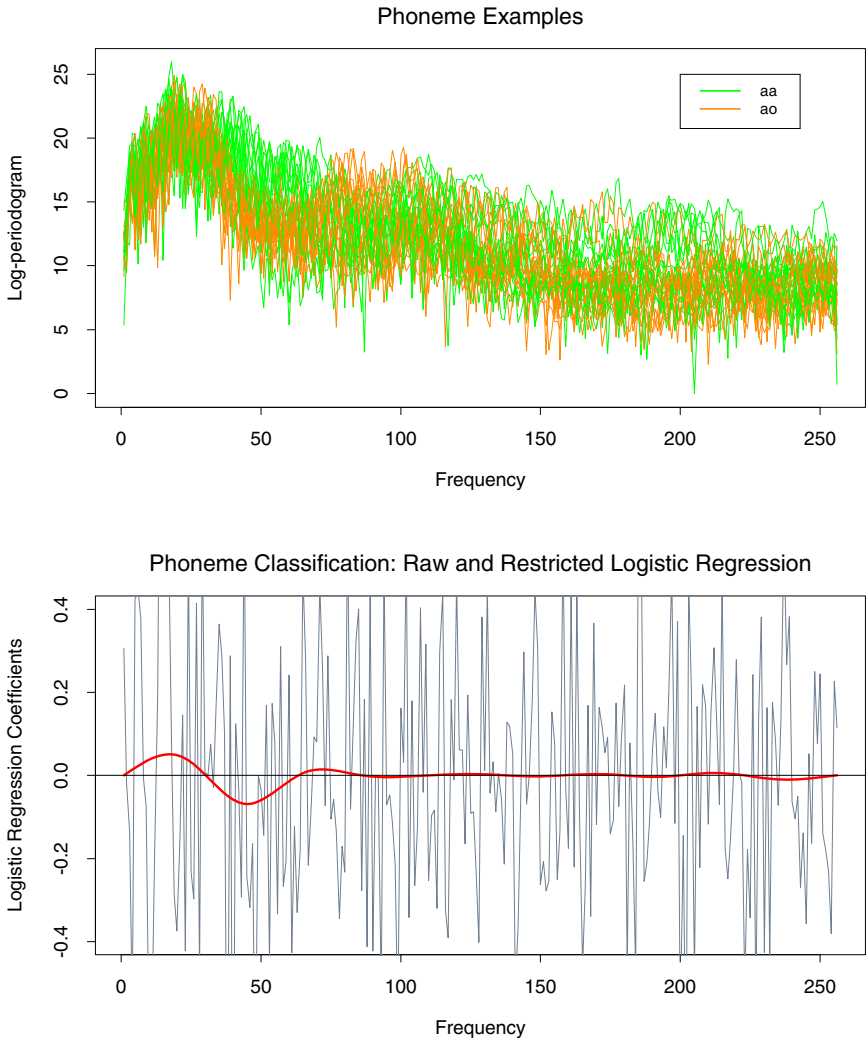 Phoneme Examples
25
20
15
10
5
0
Log-periodogram
aa
ao
0 50 100 150 200 250
Frequency
Phoneme Classification: Raw and Restricted Logistic Regression
0.4
0.2
0.0
-0.2
-0.4
Logistic Regression Coefficients
0 50 100 150 200 250
Frequency